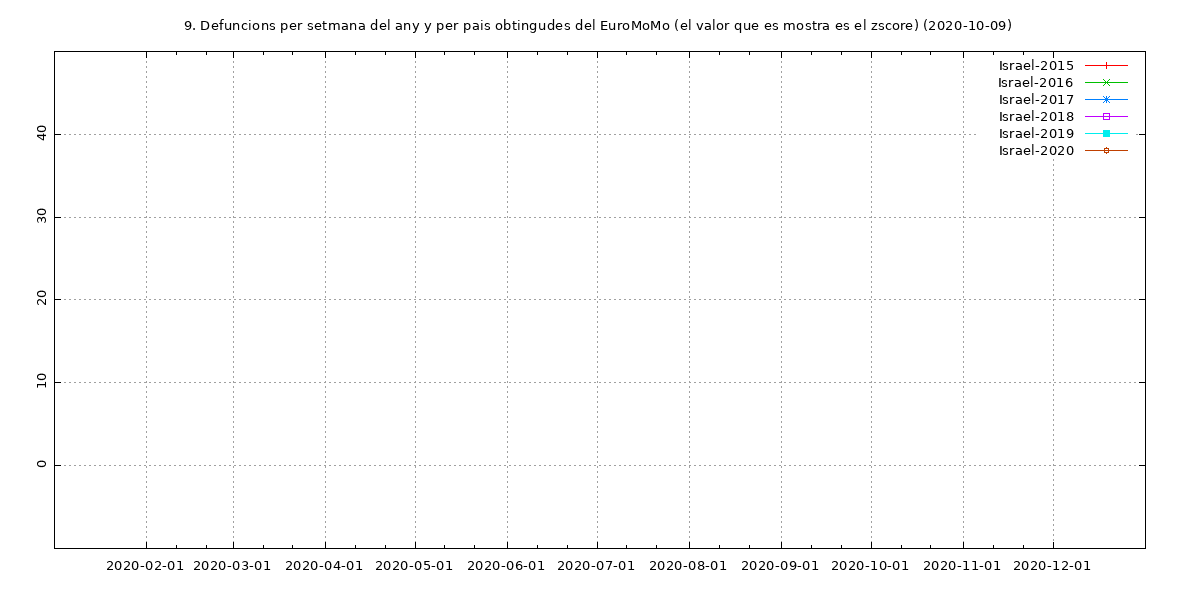 9. Defuncions per setmana del any y per pais obtingudes del EuroMoMo (el valor que es mostra es el zscore) (2020-10-09)
Israel-2015
Israel-2016
Israel-2017
Israel-2018
Israel-2019
Israel-2020
40
30
20
10
0
2020-02-01 2020-03-01 2020-04-01 2020-05-01 2020-06-01 2020-07-01 2020-08-01 2020-09-01 2020-10-01 2020-11-01 2020-12-01